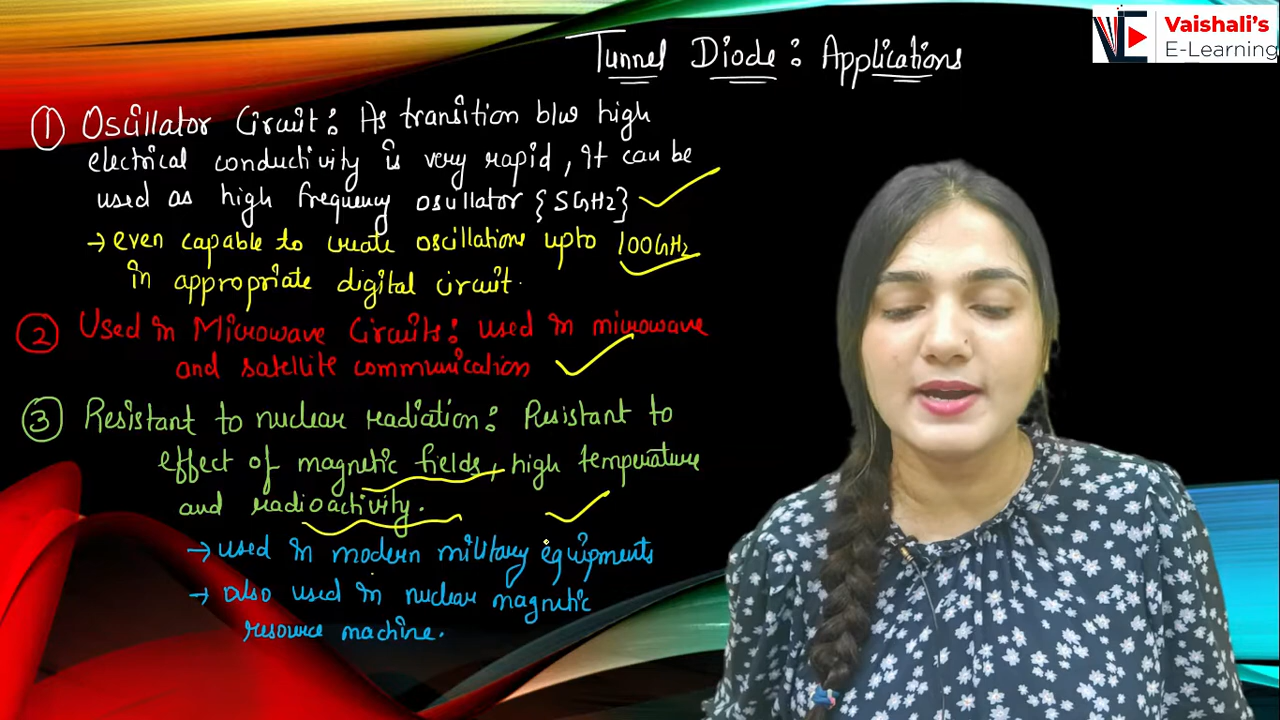 Vaishali's
E-Learning
Tunnel Diode : Applications
① Oscillator Circuit : As transition b/w high
electrical conductivity is very rapid, it can be
used as high frequency oscillator {5GHz}
→ even capable to create oscillations upto 100GHz
in appropriate digital circuit.
② Used in Microwave Circuits : used in microwave
and satellite communication
③ Resistant to nuclear radiation : Resistant to
effect of magnetic fields, high temperature
and radioactivity.
→ used in modern military equipments
→ also used in nuclear magnetic
resource machine.